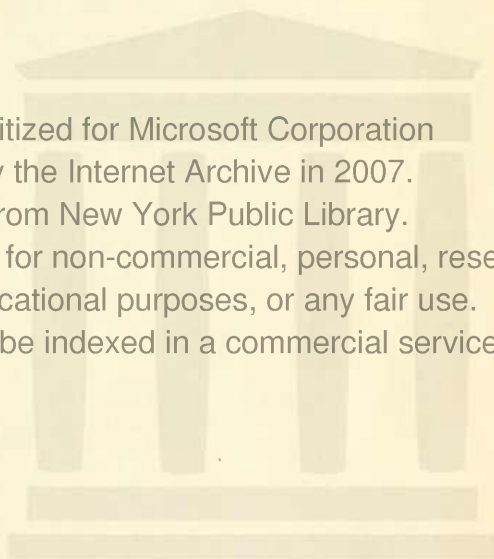 itized for Microsoft Corporation
the Internet Archive in 2007.
rom New York Public Library.
for non-commercial, personal, rese
cational purposes, or any fair use.
be indexed in a commercial service